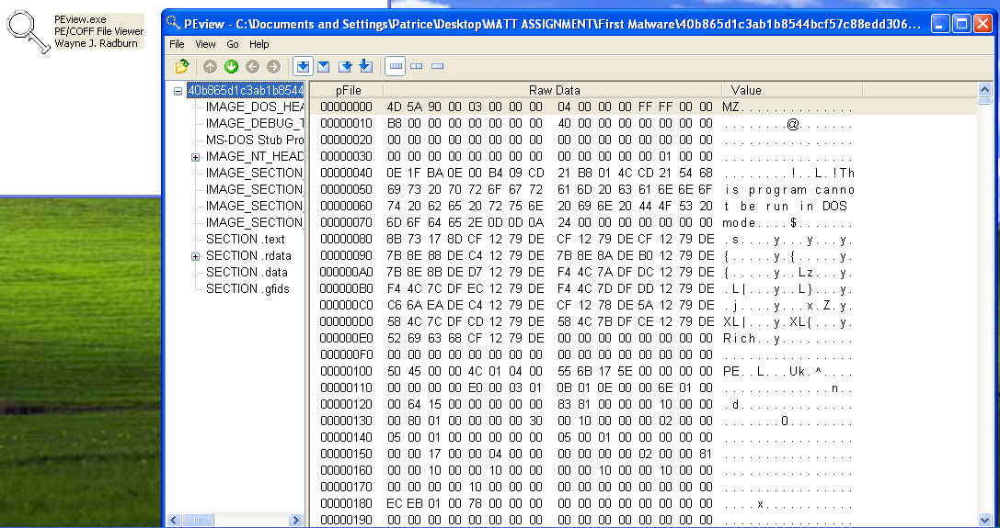 PEview.exe
PE/COFF File Viewer
Wayne J. Radburn
PEview - C:\Documents and Settings\Patrice\Desktop\MATT ASSIGNMENT\First Malware\40b865d1c3ab1b8544bcf57c88edd306...
File View Go Help
40b865d1c3ab1b8544
IMAGE_DOS_HEA
IMAGE_DEBUG_T
MS-DOS Stub Pro
IMAGE_NT_HEAD
IMAGE_SECTION_
IMAGE_SECTION_
IMAGE_SECTION_
IMAGE_SECTION_
SECTION .text
SECTION .rdata
SECTION .data
SECTION .gfids
pFile Raw Data Value
00000000 4D 5A 90 00 03 00 00 00 04 00 00 00 FF FF 00 00 MZ..............
00000010 B8 00 00 00 00 00 00 00 40 00 00 00 00 00 00 00 ........@.......
00000020 00 00 00 00 00 00 00 00 00 00 00 00 00 00 00 00 ................
00000030 00 00 00 00 00 00 00 00 00 00 00 00 00 01 00 00 ................
00000040 0E 1F BA 0E 00 B4 09 CD 21 B8 01 4C CD 21 54 68 ........!..L.!Th
00000050 69 73 20 70 72 6F 67 72 61 6D 20 63 61 6E 6E 6F is program canno
00000060 74 20 62 65 20 72 75 6E 20 69 6E 20 44 4F 53 20 t be run in DOS
00000070 6D 6F 64 65 2E 0D 0D 0A 24 00 00 00 00 00 00 00 mode....$.......
00000080 8B 73 17 8D CF 12 79 DE CF 12 79 DE CF 12 79 DE .s....y...y...y.
00000090 7B 8E 88 DE C4 12 79 DE 7B 8E 8A DE B0 12 79 DE {.....y.{.....y.
000000A0 7B 8E 8B DE D7 12 79 DE F4 4C 7A DF DC 12 79 DE {.....y..Lz...y.
000000B0 F4 4C 7C DF EC 12 79 DE F4 4C 7D DF DD 12 79 DE .L|...y..L}...y.
000000C0 C6 6A EA DE C4 12 79 DE CF 12 78 DE 5A 12 79 DE .j....y...x.Z.y.
000000D0 58 4C 7C DF CD 12 79 DE 58 4C 7B DF CE 12 79 DE XL|...y.XL{...y.
000000E0 52 69 63 68 CF 12 79 DE 00 00 00 00 00 00 00 00 Rich..y.........
000000F0 00 00 00 00 00 00 00 00 00 00 00 00 00 00 00 00 ................
00000100 50 45 00 00 4C 01 04 00 55 6B 17 5E 00 00 00 00 PE..L...Uk.^....
00000110 00 00 00 00 E0 00 03 01 0B 01 0E 00 00 6E 01 00 .............n..
00000120 00 64 15 00 00 00 00 00 83 81 00 00 00 10 00 00 .d..............
00000130 00 80 01 00 00 00 00 30 00 10 00 00 00 02 00 00 .......0........
00000140 05 00 01 00 00 00 00 00 05 00 01 00 00 00 00 00 ................
00000150 00 00 17 00 00 04 00 00 00 00 00 00 02 00 00 81 ................
00000160 00 00 10 00 00 10 00 00 00 00 10 00 00 10 00 00 ................
00000170 00 00 00 00 10 00 00 00 00 00 00 00 00 00 00 00 ................
00000180 EC EB 01 00 78 00 00 00 00 00 00 00 00 00 00 00 ....x...........
00000190 00 00 00 00 00 00 00 00 00 00 00 00 00 00 00 00 ................